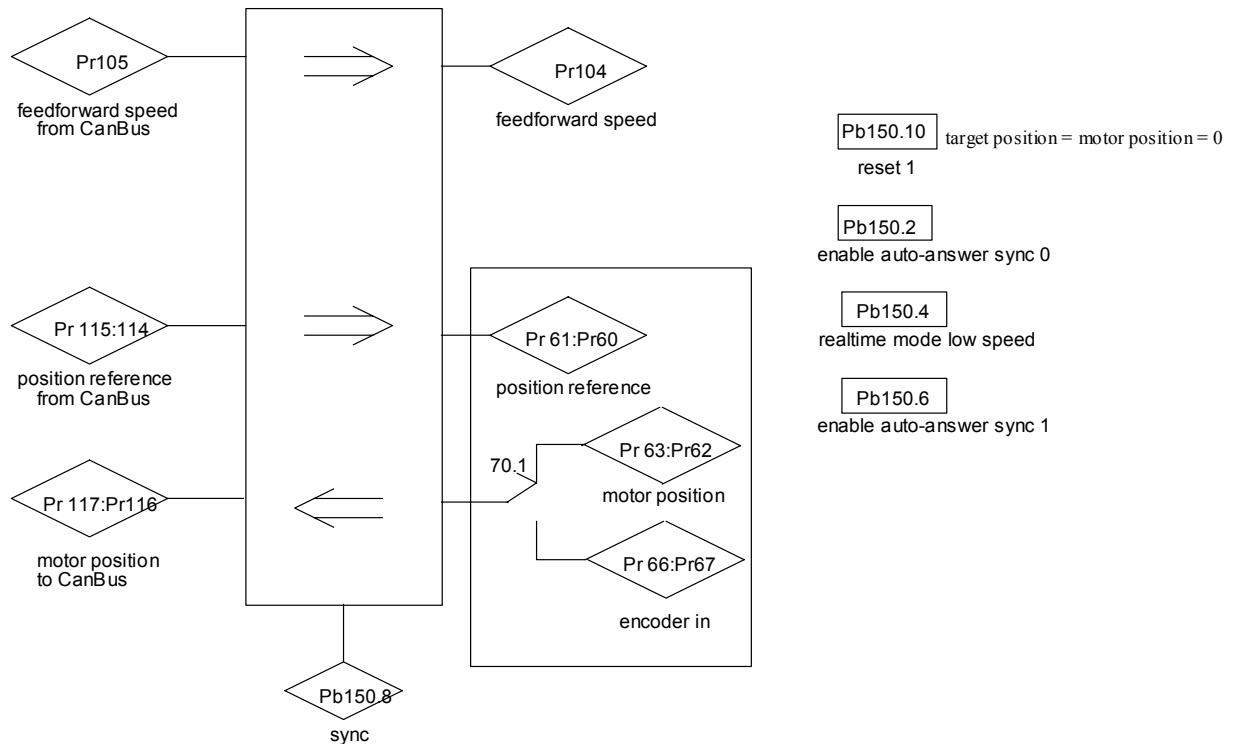 Pr105
feedforward speed
from CanBus
Pr104
feedforward speed
Pb150.10 target position = motor position = 0
reset 1
Pb150.2
enable auto-answer sync 0
Pr 115:114
position reference
from CanBus
Pr 61:Pr60
position reference
Pb150.4
realtime mode low speed
Pb150.6
enable auto-answer sync 1
70.1
Pr 63:Pr62
motor position
Pr 117:Pr116
motor position
to CanBus
Pr 66:Pr67
encoder in
Pb150.8
sync